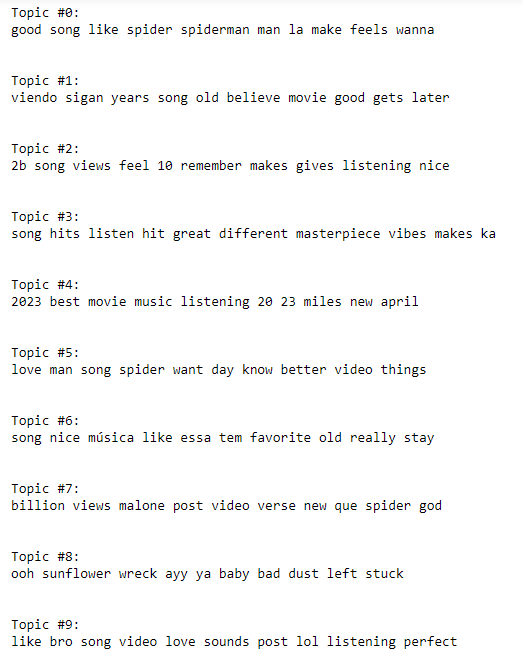 Topic #0:
good song like spider spiderman man la make feels wanna
Topic #1:
viendo sigan years song old believe movie good gets later
Topic #2:
2b song views feel 10 remember makes gives listening nice
Topic #3:
song hits listen hit great different masterpiece vibes makes ka
Topic #4:
2023 best movie music listening 20 23 miles new april
Topic #5:
love man song spider want day know better video things
Topic #6:
song nice música like essa tem favorite old really stay
Topic #7:
billion views malone post video verse new que spider god
Topic #8:
ooh sunflower wreck ayy ya baby bad dust left stuck
Topic #9:
like bro song video love sounds post lol listening perfect